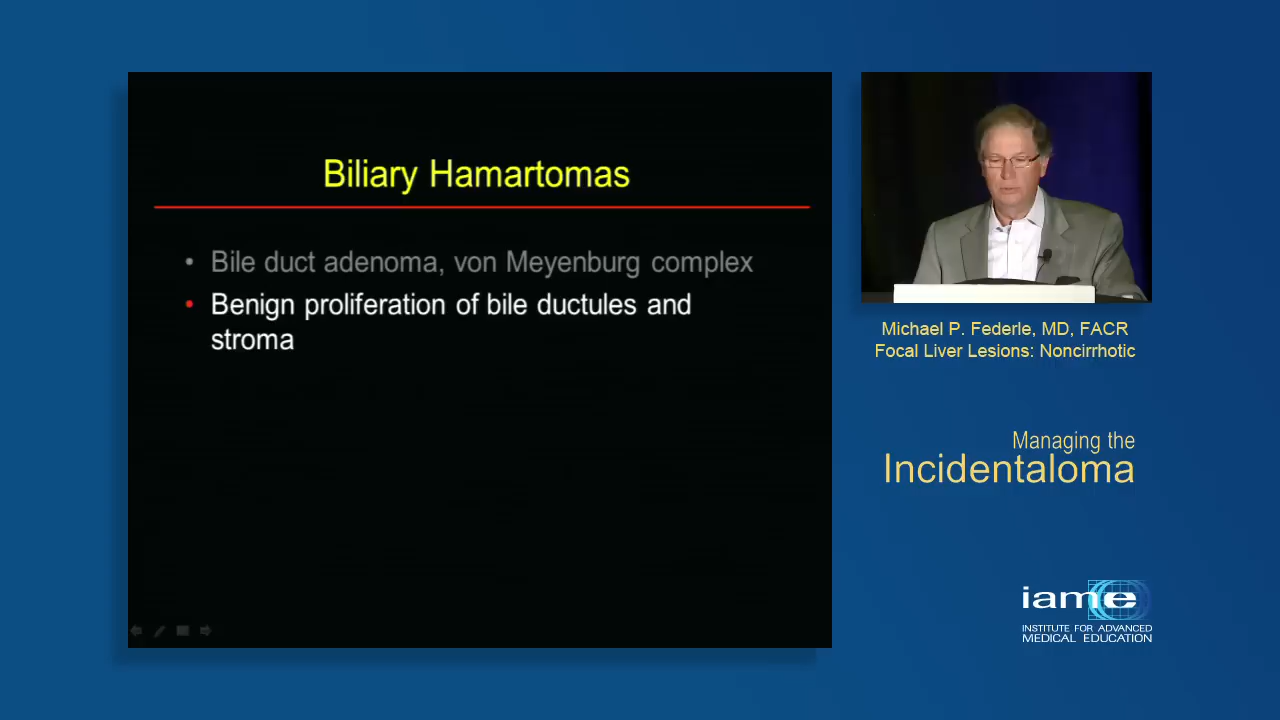 Biliary Hamartomas
• Bile duct adenoma, von Meyenburg complex
• Benign proliferation of bile ductules and
stroma
Michael P. Federle, MD, FACR
Focal Liver Lesions: Noncirrhotic
Managing the
Incidentaloma
iame
INSTITUTE FOR ADVANCED
MEDICAL EDUCATION